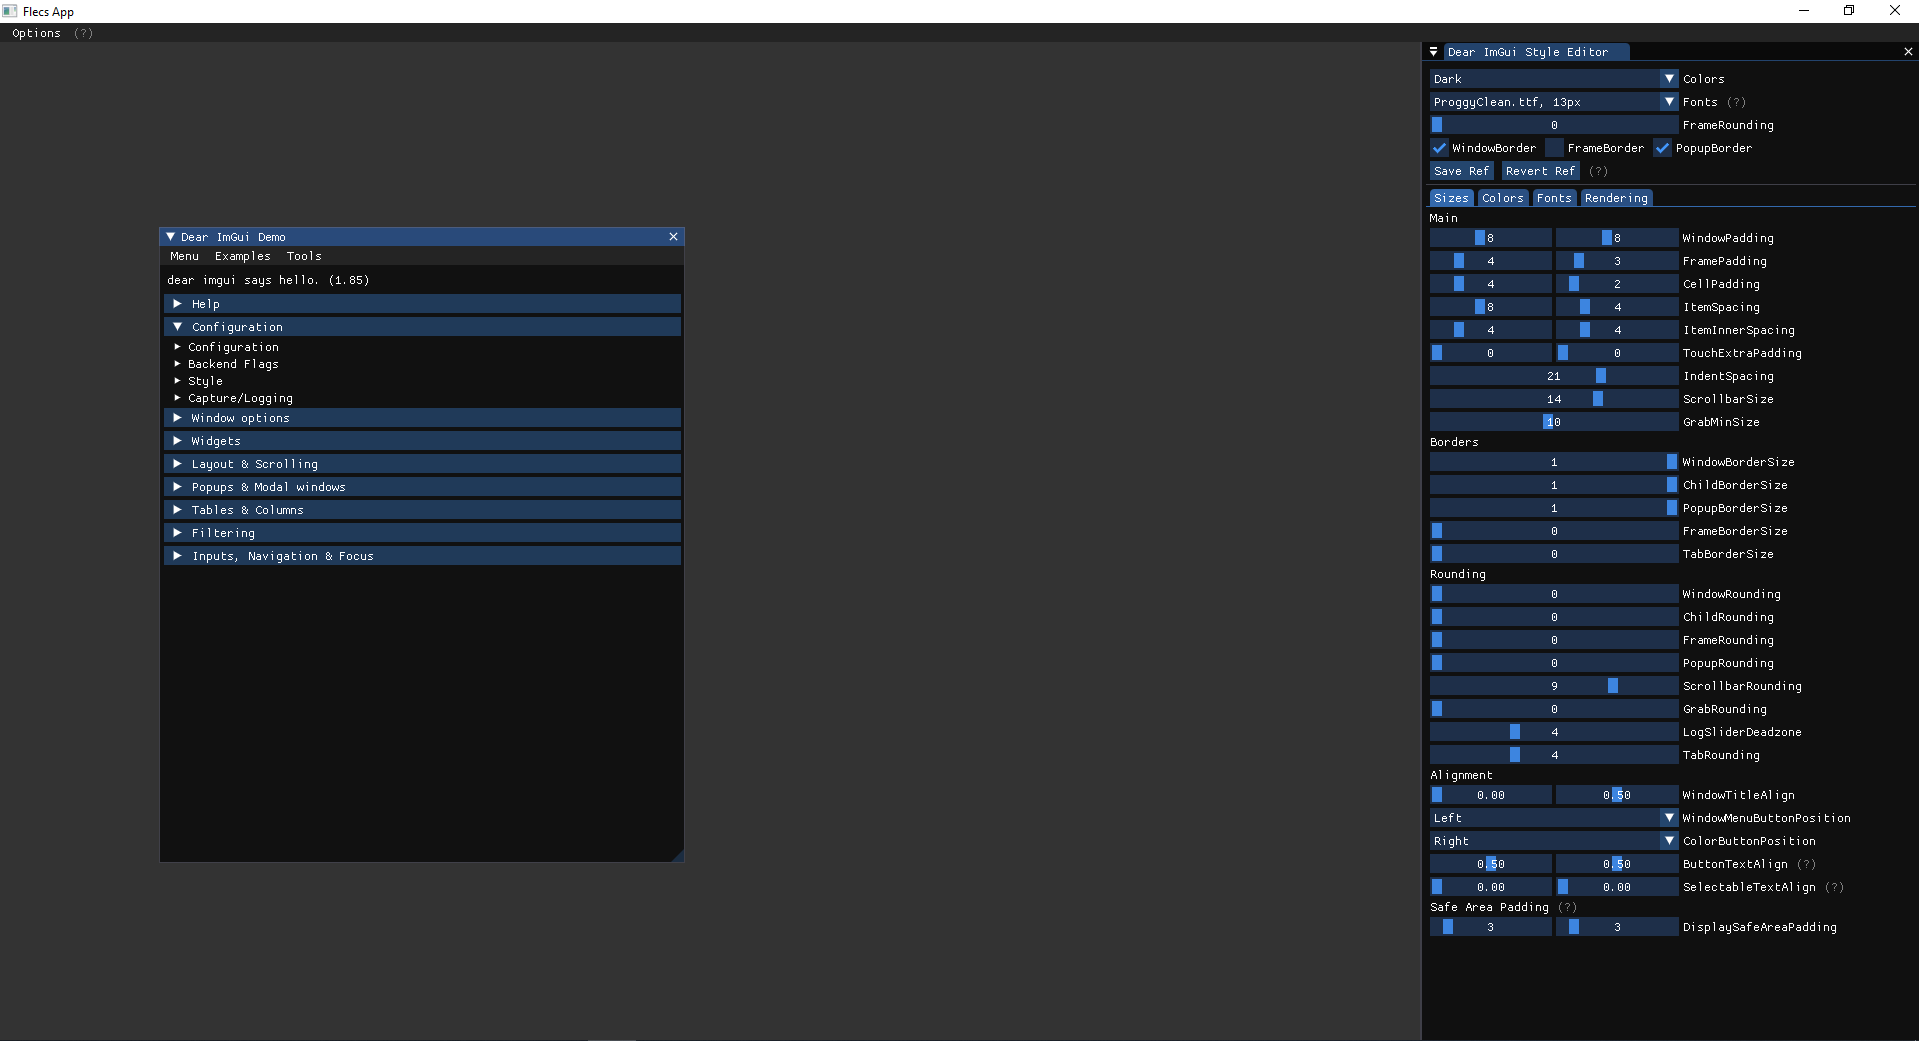 Flecs App
Options (?)
Dear ImGui Demo
Menu Examples Tools
dear imgui says hello. (1.85)
Help
Configuration
Configuration
Backend Flags
Style
Capture/Logging
Window options
Widgets
Layout & Scrolling
Popups & Modal windows
Tables & Columns
Filtering
Inputs, Navigation & Focus
Dear ImGui Style Editor
Dark Colors
ProggyClean.ttf, 13px Fonts (?)
0 FrameRounding
WindowBorder FrameBorder PopupBorder
Save Ref Revert Ref (?)
Sizes Colors Fonts Rendering
Main
8 8 WindowPadding
4 3 FramePadding
4 2 CellPadding
8 4 ItemSpacing
4 4 ItemInnerSpacing
0 0 TouchExtraPadding
21 IndentSpacing
14 ScrollbarSize
10 GrabMinSize
Borders
1 WindowBorderSize
1 ChildBorderSize
1 PopupBorderSize
0 FrameBorderSize
0 TabBorderSize
Rounding
0 WindowRounding
0 ChildRounding
0 FrameRounding
0 PopupRounding
9 ScrollbarRounding
0 GrabRounding
4 LogSliderDeadzone
4 TabRounding
Alignment
0.00 0.50 WindowTitleAlign
Left WindowMenuButtonPosition
Right ColorButtonPosition
0.50 0.50 ButtonTextAlign (?)
0.00 0.00 SelectableTextAlign (?)
Safe Area Padding (?)
3 3 DisplaySafeAreaPadding